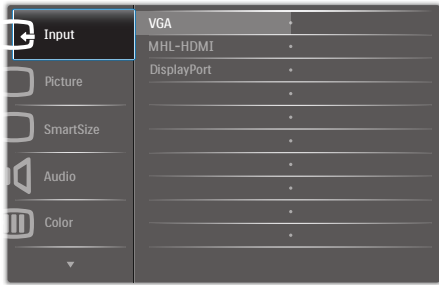 Input
Picture
SmartSize
Audio
Color
VGA
MHL-HDMI
DisplayPort